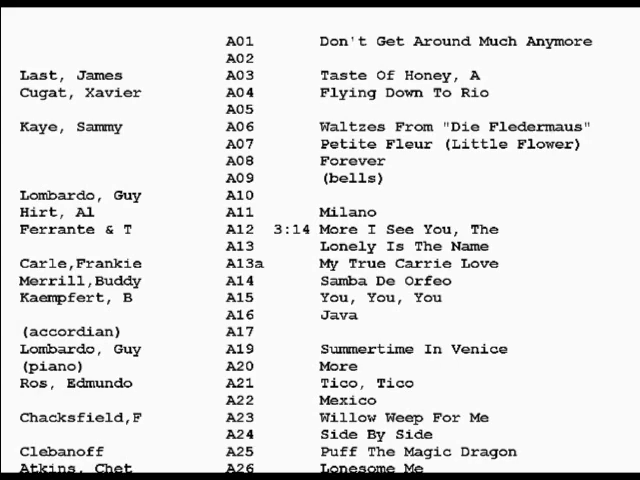 A01 Don't Get Around Much Anymore
A02
Last, James A03 Taste Of Honey, A
Cugat, Xavier A04 Flying Down To Rio
A05
Kaye, Sammy A06 Waltzes From "Die Fledermaus"
A07 Petite Fleur (Little Flower)
A08 Forever
A09 (bells)
Lombardo, Guy A10
Hirt, Al A11 Milano
Ferrante & T A12 3:14 More I See You, The
A13 Lonely Is The Name
Carle,Frankie A13a My True Carrie Love
Merrill,Buddy A14 Samba De Orfeo
Kaempfert, B A15 You, You, You
A16 Java
(accordian) A17
Lombardo, Guy A19 Summertime In Venice
(piano) A20 More
Ros, Edmundo A21 Tico, Tico
A22 Mexico
Chacksfield,F A23 Willow Weep For Me
A24 Side By Side
Clebanoff A25 Puff The Magic Dragon
Atkins, Chet A26 Lonesome Me